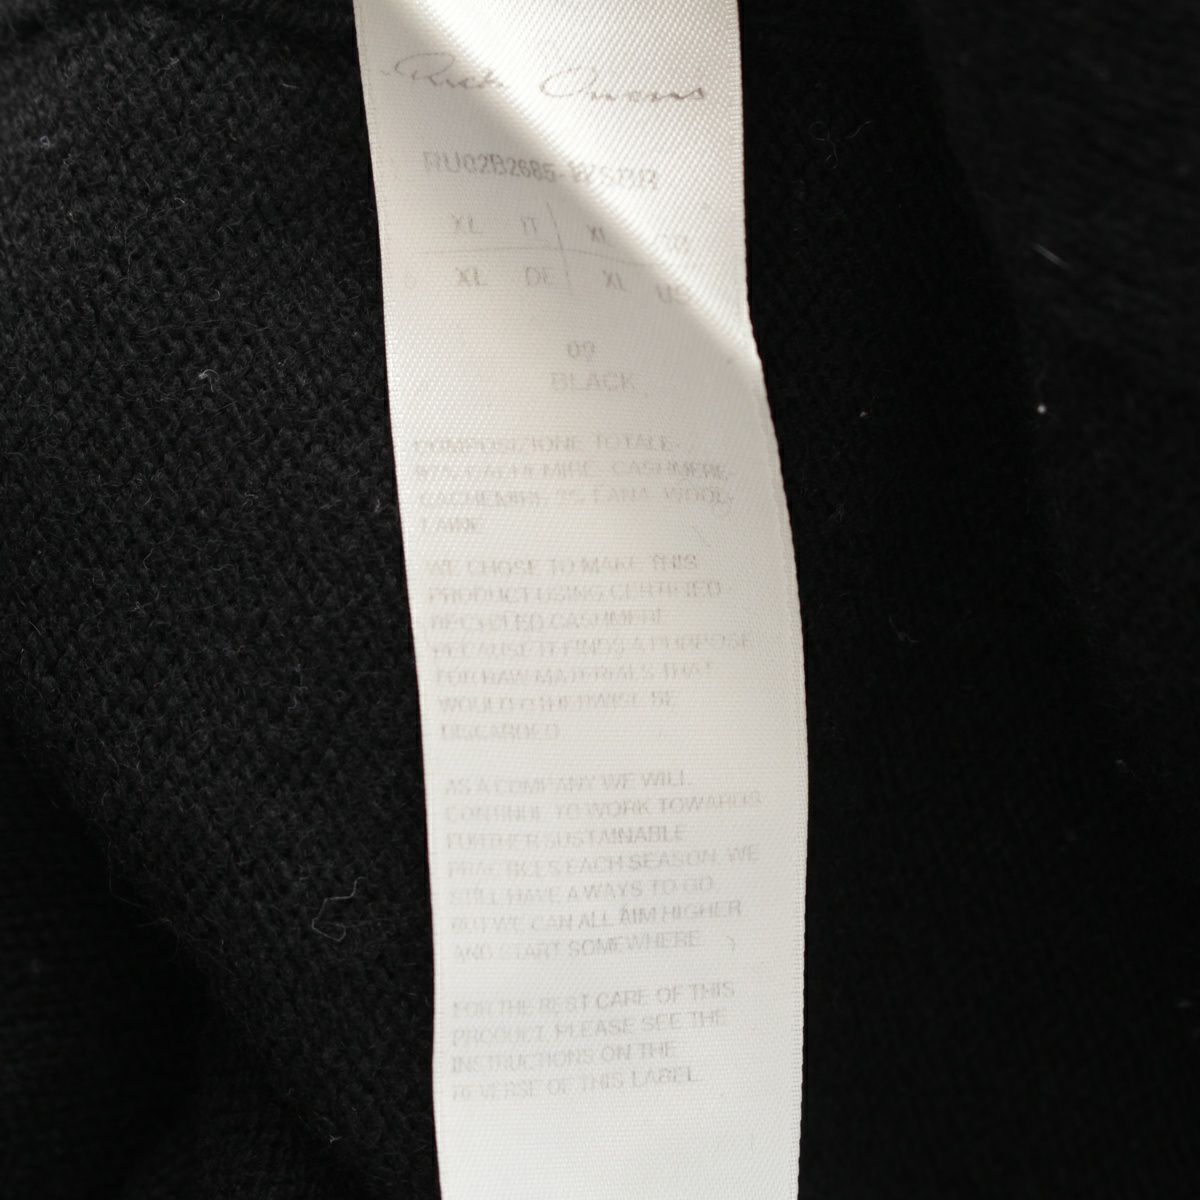 Rick Owens
XL IT XL
XL DE XL US
09
BLACK
COMPOSIZIONE TOTALE
CACHEMIRE, CASHMERE,
CACHEMIRE LANA, WOOL,
LAINE
WE CHOSE TO MAKE THIS
PRODUCT USING CERTIFIED
RECYCLED CASHMERE
BECAUSE IT FINDS A PURPOSE
FOR RAW MATERIALS THAT
WOULD OTHERWISE BE
DISCARDED
AS A COMPANY WE WILL
CONTINUE TO WORK TOWARDS
FURTHER SUSTAINABLE
PRACTICES EACH SEASON. WE
STILL HAVE A WAYS TO GO,
BUT WE CAN ALL AIM HIGHER
AND START SOMEWHERE
FOR THE BEST CARE OF THIS
PRODUCT, PLEASE SEE THE
INSTRUCTIONS ON THE
REVERSE OF THIS LABEL.